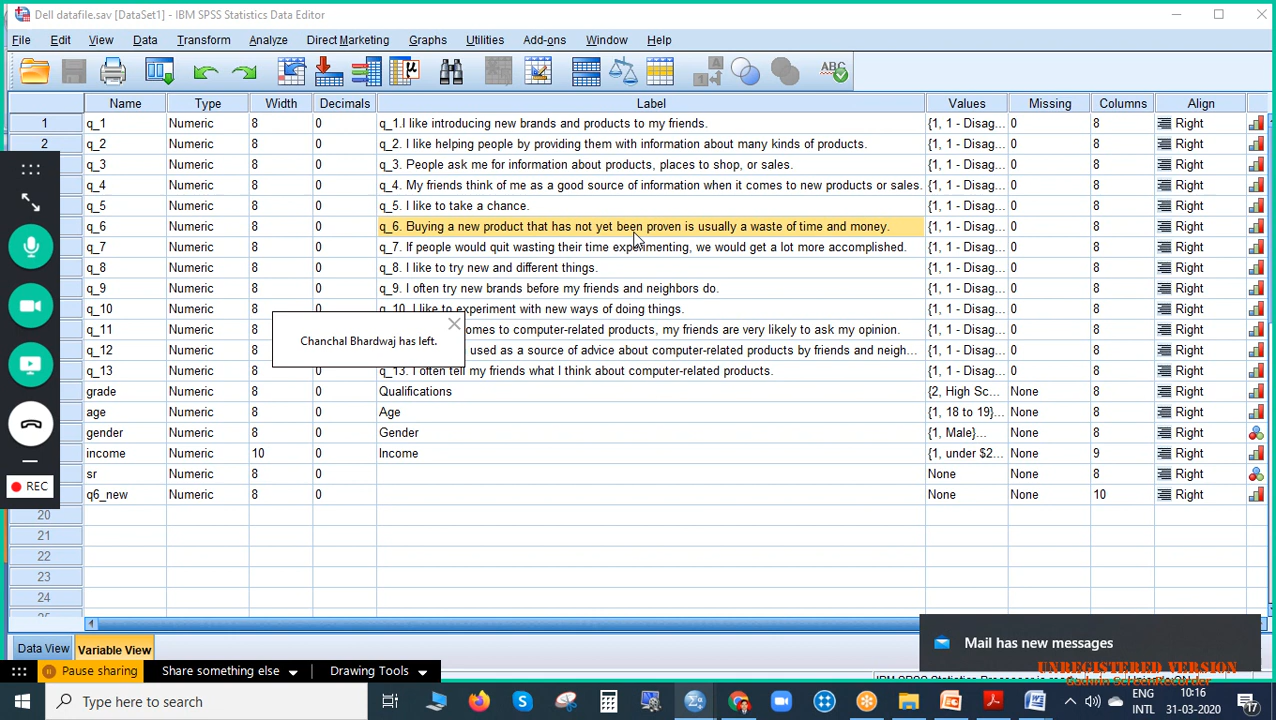 Dell datafile.sav [DataSet1] - IBM SPSS Statistics Data Editor
File Edit View Data Transform Analyze Direct Marketing Graphs Utilities Add-ons Window Help
Name Type Width Decimals Label Values Missing Columns Align
1 q_1 Numeric 8 0 q_1.I like introducing new brands and products to my friends. {1, 1 - Disag... 0 8 Right
2 q_2 Numeric 8 0 q_2. I like helping people by providing them with information about many kinds of products. {1, 1 - Disag... 0 8 Right
q_3 Numeric 8 0 q_3. People ask me for information about products, places to shop, or sales. {1, 1 - Disag... 0 8 Right
q_4 Numeric 8 0 q_4. My friends think of me as a good source of information when it comes to new products or sales. {1, 1 - Disag... 0 8 Right
q_5 Numeric 8 0 q_5. I like to take a chance. {1, 1 - Disag... 0 8 Right
q_6 Numeric 8 0 q_6. Buying a new product that has not yet been proven is usually a waste of time and money. {1, 1 - Disag... 0 8 Right
q_7 Numeric 8 0 q_7. If people would quit wasting their time experimenting, we would get a lot more accomplished. {1, 1 - Disag... 0 8 Right
q_8 Numeric 8 0 q_8. I like to try new and different things. {1, 1 - Disag... 0 8 Right
q_9 Numeric 8 0 q_9. I often try new brands before my friends and neighbors do. {1, 1 - Disag... 0 8 Right
q_10 Numeric 8 0 q_10. I like to experiment with new ways of doing things. {1, 1 - Disag... 0 8 Right
q_11 Numeric omes to computer-related products, my friends are very likely to ask my opinion. {1, 1 - Disag... 0 8 Right
Chanchal Bhardwaj has left.
q_12 Numeric used as a source of advice about computer-related products by friends and neigh... {1, 1 - Disag... 0 8 Right
q_13 Numeric 8 0 q_13. I often tell my friends what I think about computer-related products. {1, 1 - Disag... 0 8 Right
grade Numeric 8 0 Qualifications {2, High Sc... None 8 Right
age Numeric 8 0 Age {1, 18 to 19}... None 8 Right
gender Numeric 8 0 Gender {1, Male}... None 8 Right
income Numeric 10 0 Income {1, under $2... None 9 Right
sr Numeric 8 0 None None 8 Right
REC
q6_new Numeric 8 0 None None 10 Right
20
21
22
23
24
25
Data View Variable View
Mail has new messages
Pause sharing Share something else Drawing Tools
UNREGISTERED VERSION
Type here to search
ENG
INTL
10:16
31-03-2020
17